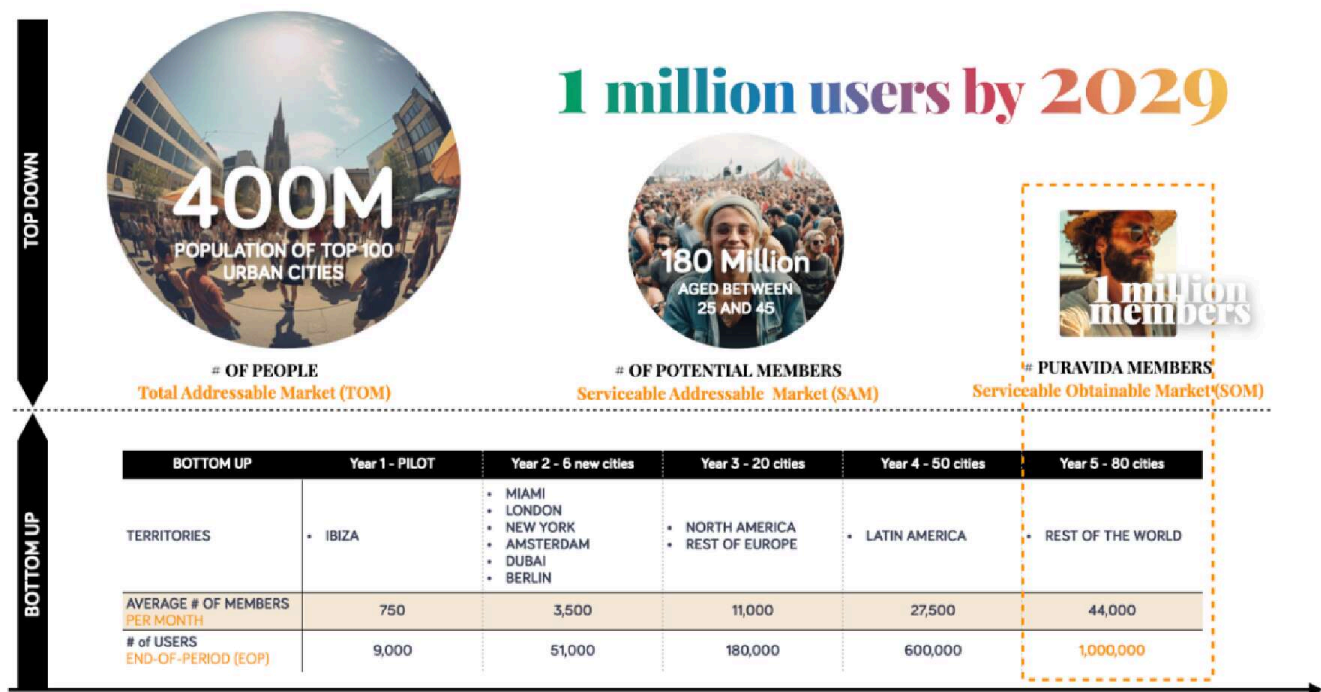 TOP DOWN
1 million users by 2029
400M
POPULATION OF TOP 100
URBAN CITIES
# OF PEOPLE
Total Addressable Market (TOM)
180 Million
AGED BETWEEN
25 AND 45
# OF POTENTIAL MEMBERS
Serviceable Addressable Market (SAM)
1 million
members
# PURAVIDA MEMBERS
Serviceable Obtainable Market (SOM)
BOTTOM UP
BOTTOM UP Year 1 - PILOT Year 2 - 6 new cities Year 3 - 20 cities Year 4 - 50 cities Year 5 - 80 cities
TERRITORIES
• IBIZA
• MIAMI
• LONDON
• NEW YORK
• AMSTERDAM
• DUBAI
• BERLIN
• NORTH AMERICA
• REST OF EUROPE
• LATIN AMERICA
• REST OF THE WORLD
AVERAGE # OF MEMBERS
PER MONTH
750 3,500 11,000 27,500 44,000
# of USERS
END-OF-PERIOD (EOP)
9,000 51,000 180,000 600,000 1,000,000